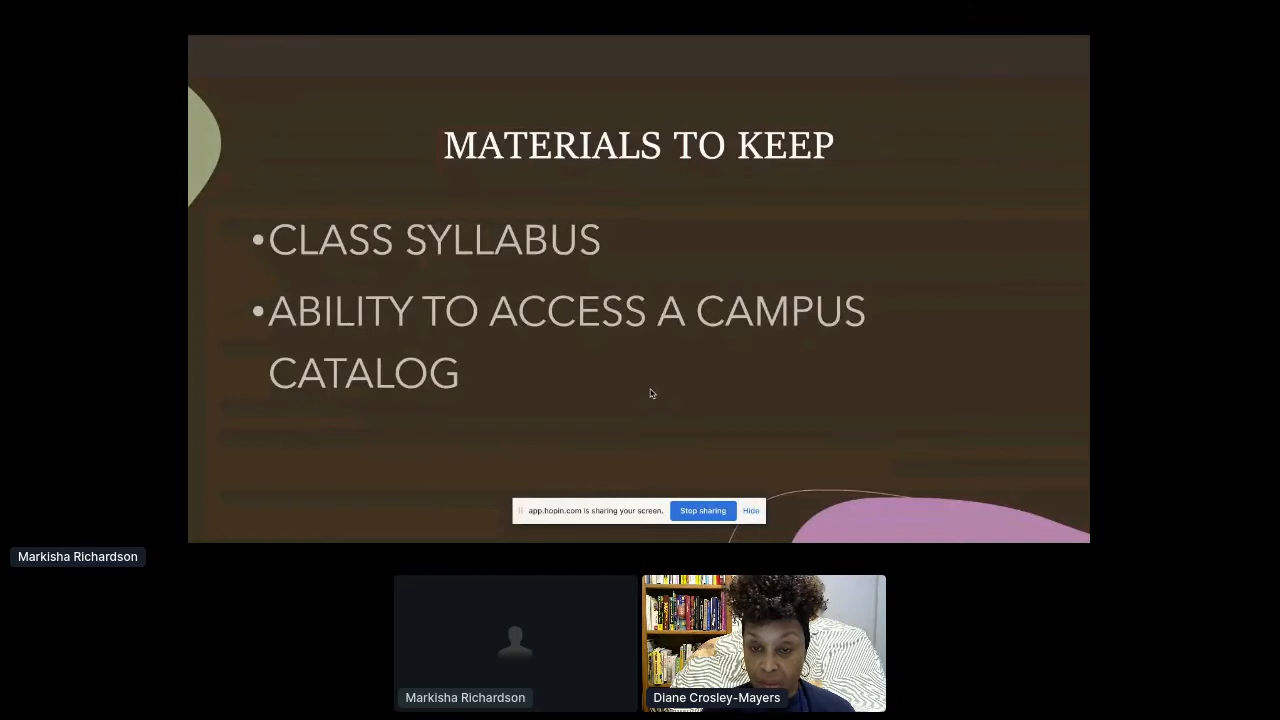 MATERIALS TO KEEP
•CLASS SYLLABUS
•ABILITY TO ACCESS A CAMPUS
CATALOG
app.hopin.com is sharing your screen. Stop sharing Hide
Markisha Richardson
Markisha Richardson
Diane Crosley-Mayers